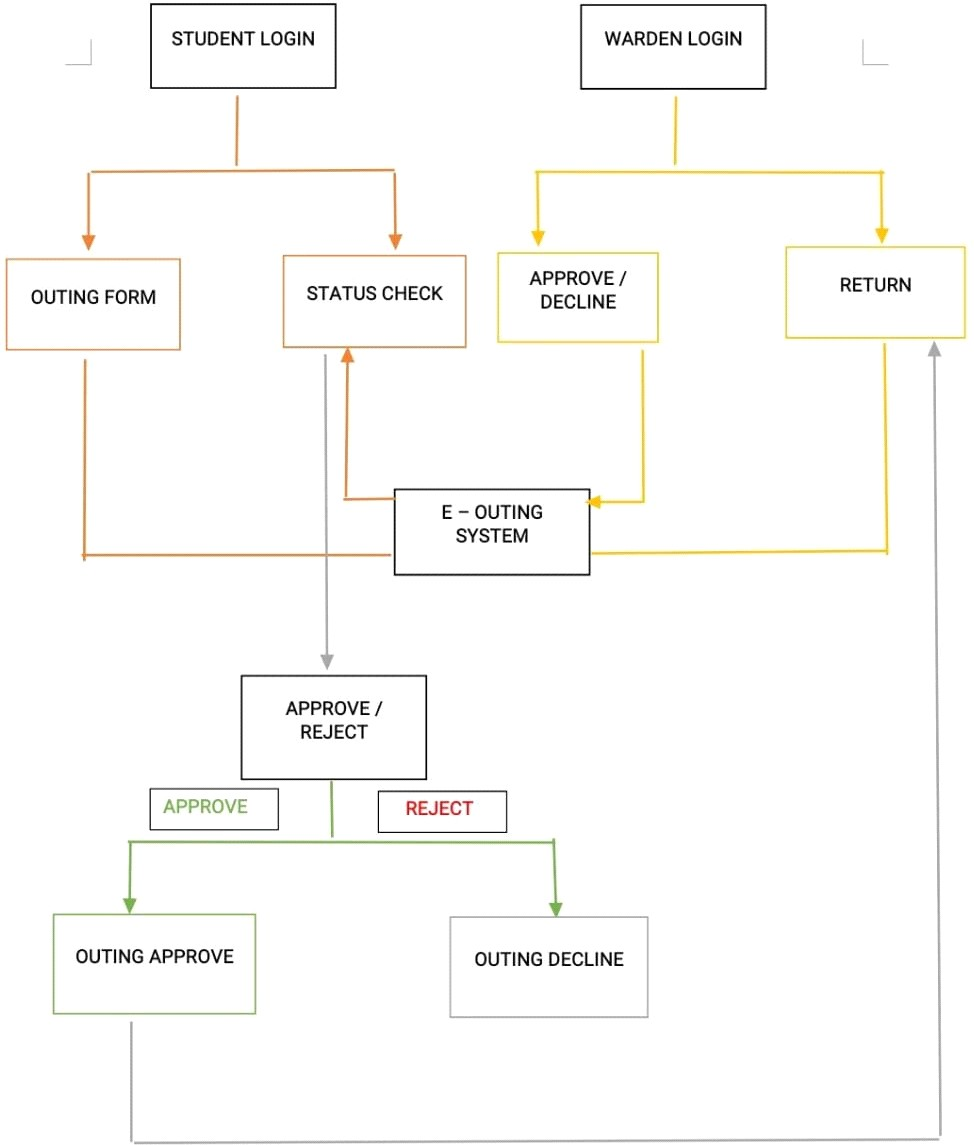 STUDENT LOGIN
WARDEN LOGIN
OUTING FORM
STATUS CHECK
APPROVE /
DECLINE
RETURN
E – OUTING
SYSTEM
APPROVE /
REJECT
APPROVE
REJECT
OUTING APPROVE
OUTING DECLINE